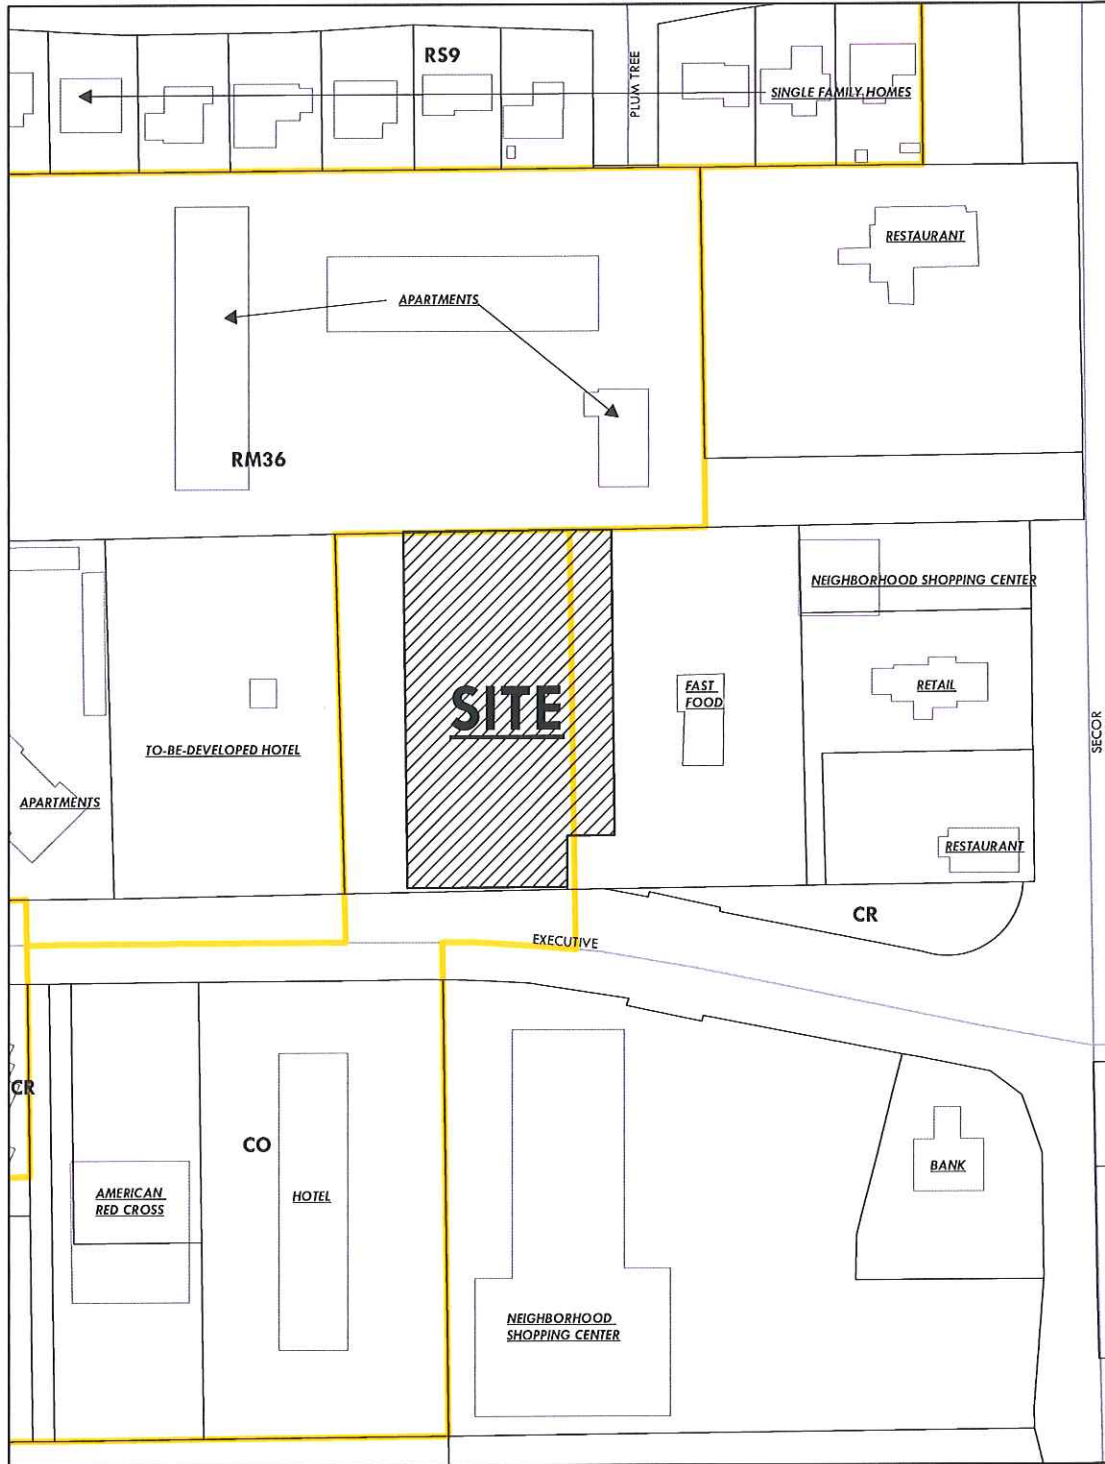 RS9
PLUM TREE
SINGLE FAMILY HOMES
RESTAURANT
APARTMENTS
RM36
NEIGHBORHOOD SHOPPING CENTER
SITE
FAST
FOOD
RETAIL
SECOR
TO-BE-DEVELOPED HOTEL
APARTMENTS
RESTAURANT
CR
EXECUTIVE
CR
CO
BANK
AMERICAN
RED CROSS
HOTEL
NEIGHBORHOOD
SHOPPING CENTER